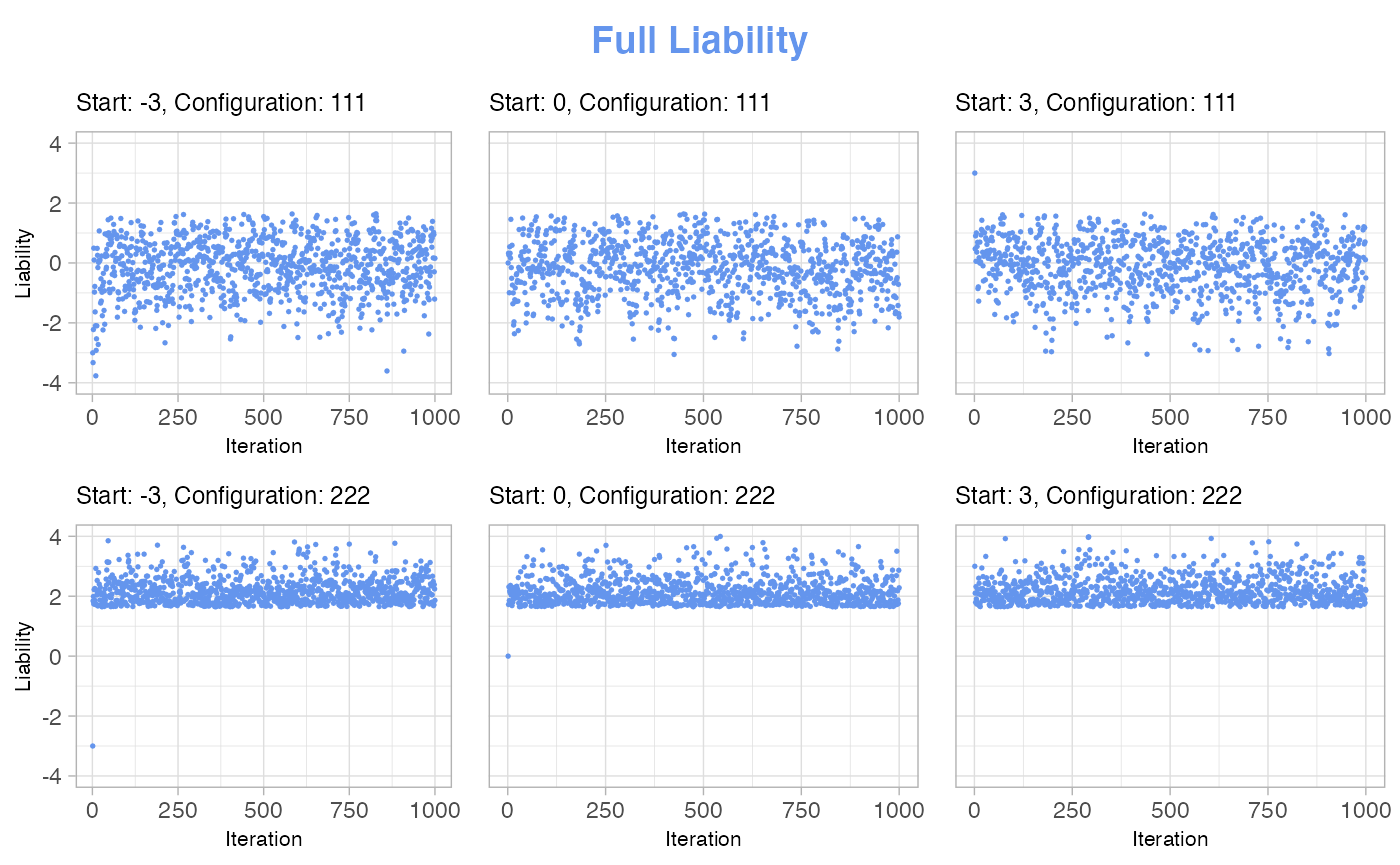 Full Liability
Start: -3, Configuration: 111
Start: 0, Configuration: 111
Start: 3, Configuration: 111
4
2
0
-2
-4
Liability
0 250 500 750 1000
0 250 500 750 1000
0 250 500 750 1000
Iteration
Iteration
Iteration
Start: -3, Configuration: 222
Start: 0, Configuration: 222
Start: 3, Configuration: 222
4
2
0
-2
-4
Liability
0 250 500 750 1000
0 250 500 750 1000
0 250 500 750 1000
Iteration
Iteration
Iteration